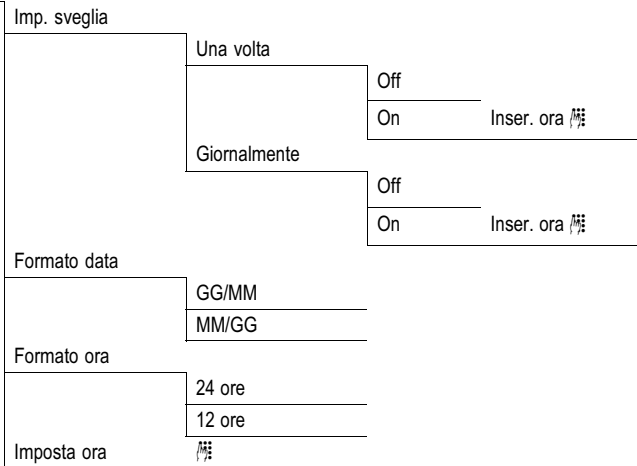 Imp. sveglia
Una volta
Off
On Inser. ora
Giornalmente
Off
On Inser. ora
Formato data
GG/MM
MM/GG
Formato ora
24 ore
12 ore
Imposta ora